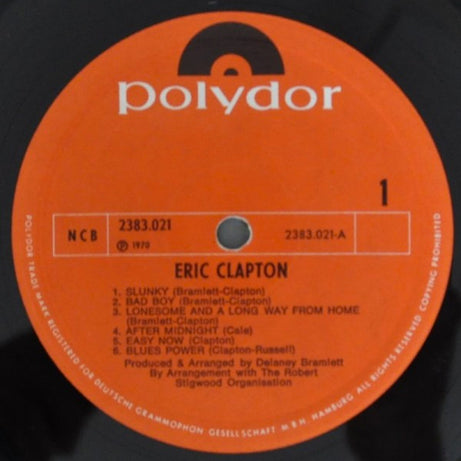 polydor
1
NCB
2383.021
℗ 1970
2383.021-A
ERIC CLAPTON
1. SLUNKY (Bramlett-Clapton)
2. BAD BOY (Bramlett-Clapton)
3. LONESOME AND A LONG WAY FROM HOME
(Bramlett-Clapton)
4. AFTER MIDNIGHT (Cale)
5. EASY NOW (Clapton)
6. BLUES POWER (Clapton-Russell)
Produced & Arranged by Delaney Bramlett
By Arrangement with The Robert
Stigwood Organisation
POLYDOR TRADE MARK REGISTERED FOR DEUTSCHE GRAMMOPHON GESELLSCHAFT M.B.H. HAMBURG ALL RIGHTS RESERVED COPYING PROHIBITED